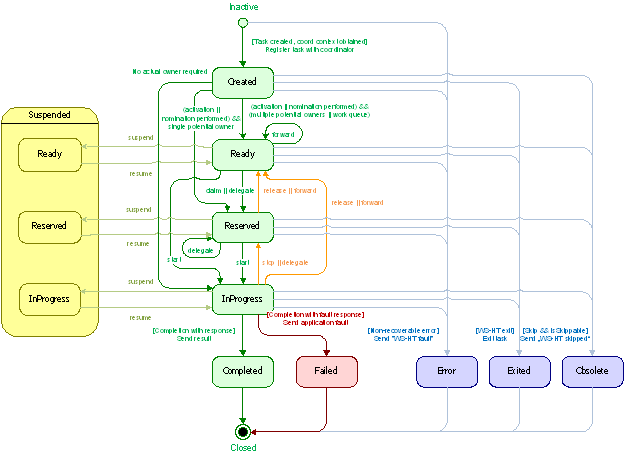 Inactive
[Task created, coord context obtained]
Register task with coordinator
No actual owner required
Created
(activation ||
nomination performed) &&
single potential owner
(activation || nomination performed) &&
(multiple potential owners || work queue)
Suspended
forward
suspend
Ready
Ready
resume
claim || delegate
release || forward
release || forward
suspend
Reserved
Reserved
resume
delegate
start
start
stop || delegate
suspend
InProgress
InProgress
resume
[Completion with response]
Send result
[Completion with fault response]
Send application fault
[Non-recoverable error]
Send "WS-HT fault"
[WS-HT exit]
Exit task
[Skip && isSkippable]
Send „WS-HT skipped"
Completed
Failed
Error
Exited
Obsolete
Closed